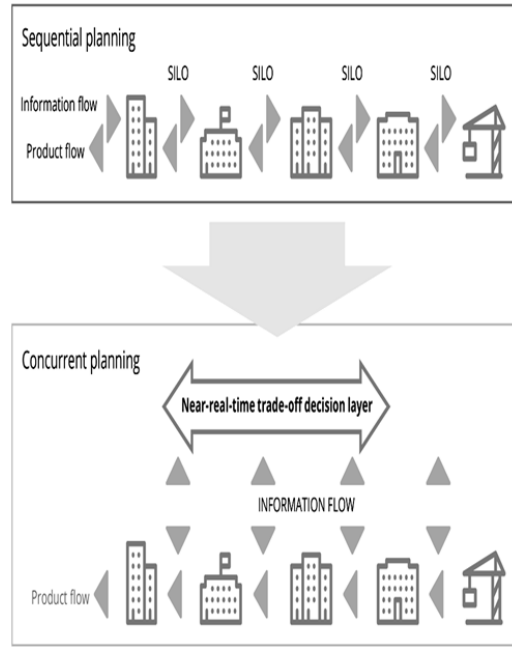 Sequential planning
SILO SILO SILO SILO
Information flow
Product flow
Concurrent planning
Near-real-time trade-off decision layer
INFORMATION FLOW
Product flow